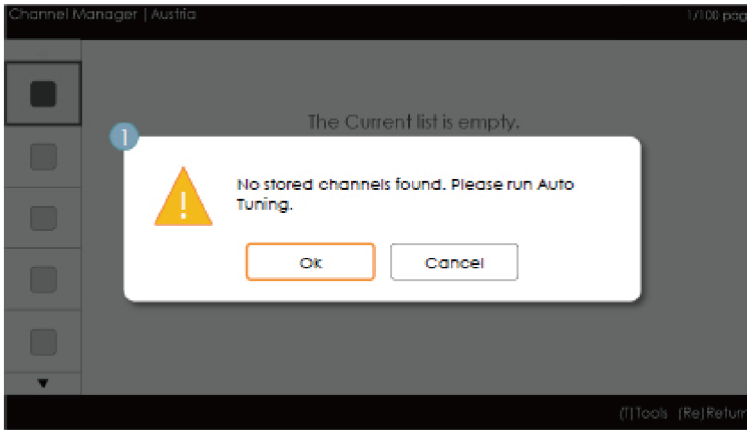 Channel Manager | Austria
1/100 pag
The Current list is empty.
1
No stored channels found. Please run Auto
Tuning.
Ok
Cancel
(T)Tools (Re)Return